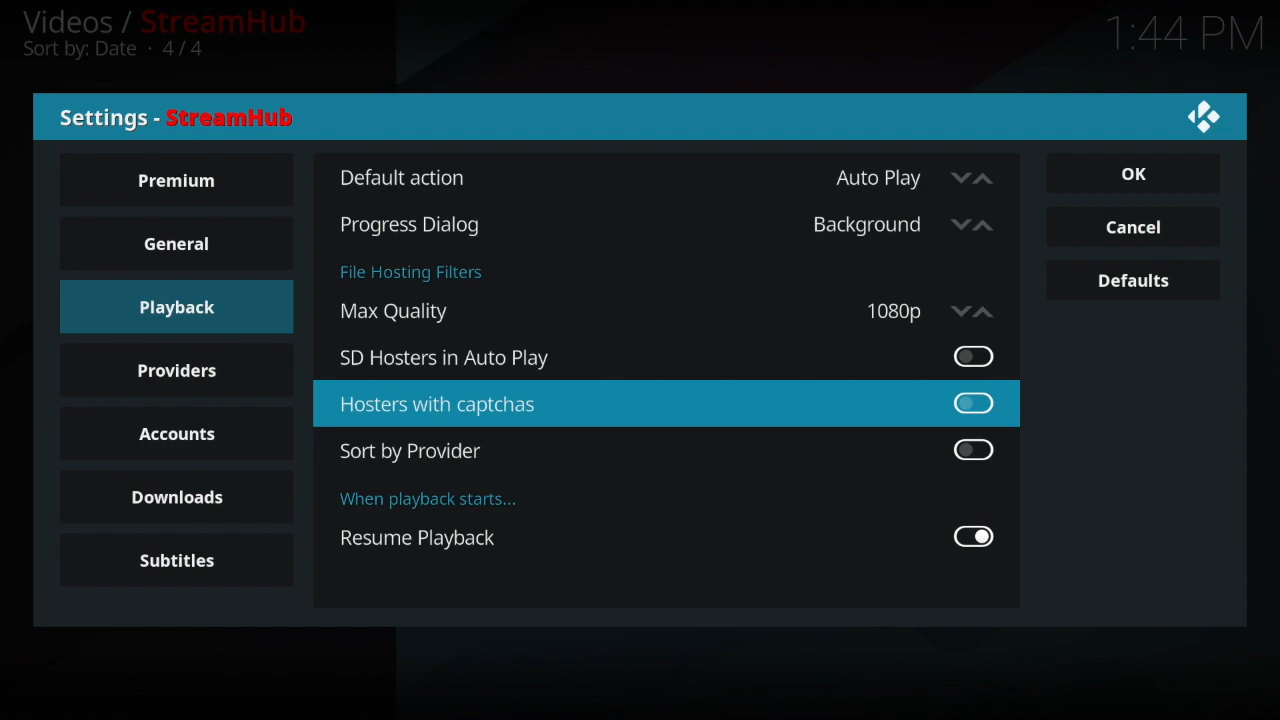 Videos / StreamHub
Sort by: Date · 4 / 4
1:44 PM
Settings - StreamHub
Premium
General
Playback
Providers
Accounts
Downloads
Subtitles
Default action Auto Play
Progress Dialog Background
File Hosting Filters
Max Quality 1080p
SD Hosters in Auto Play
Hosters with captchas
Sort by Provider
When playback starts...
Resume Playback
OK
Cancel
Defaults